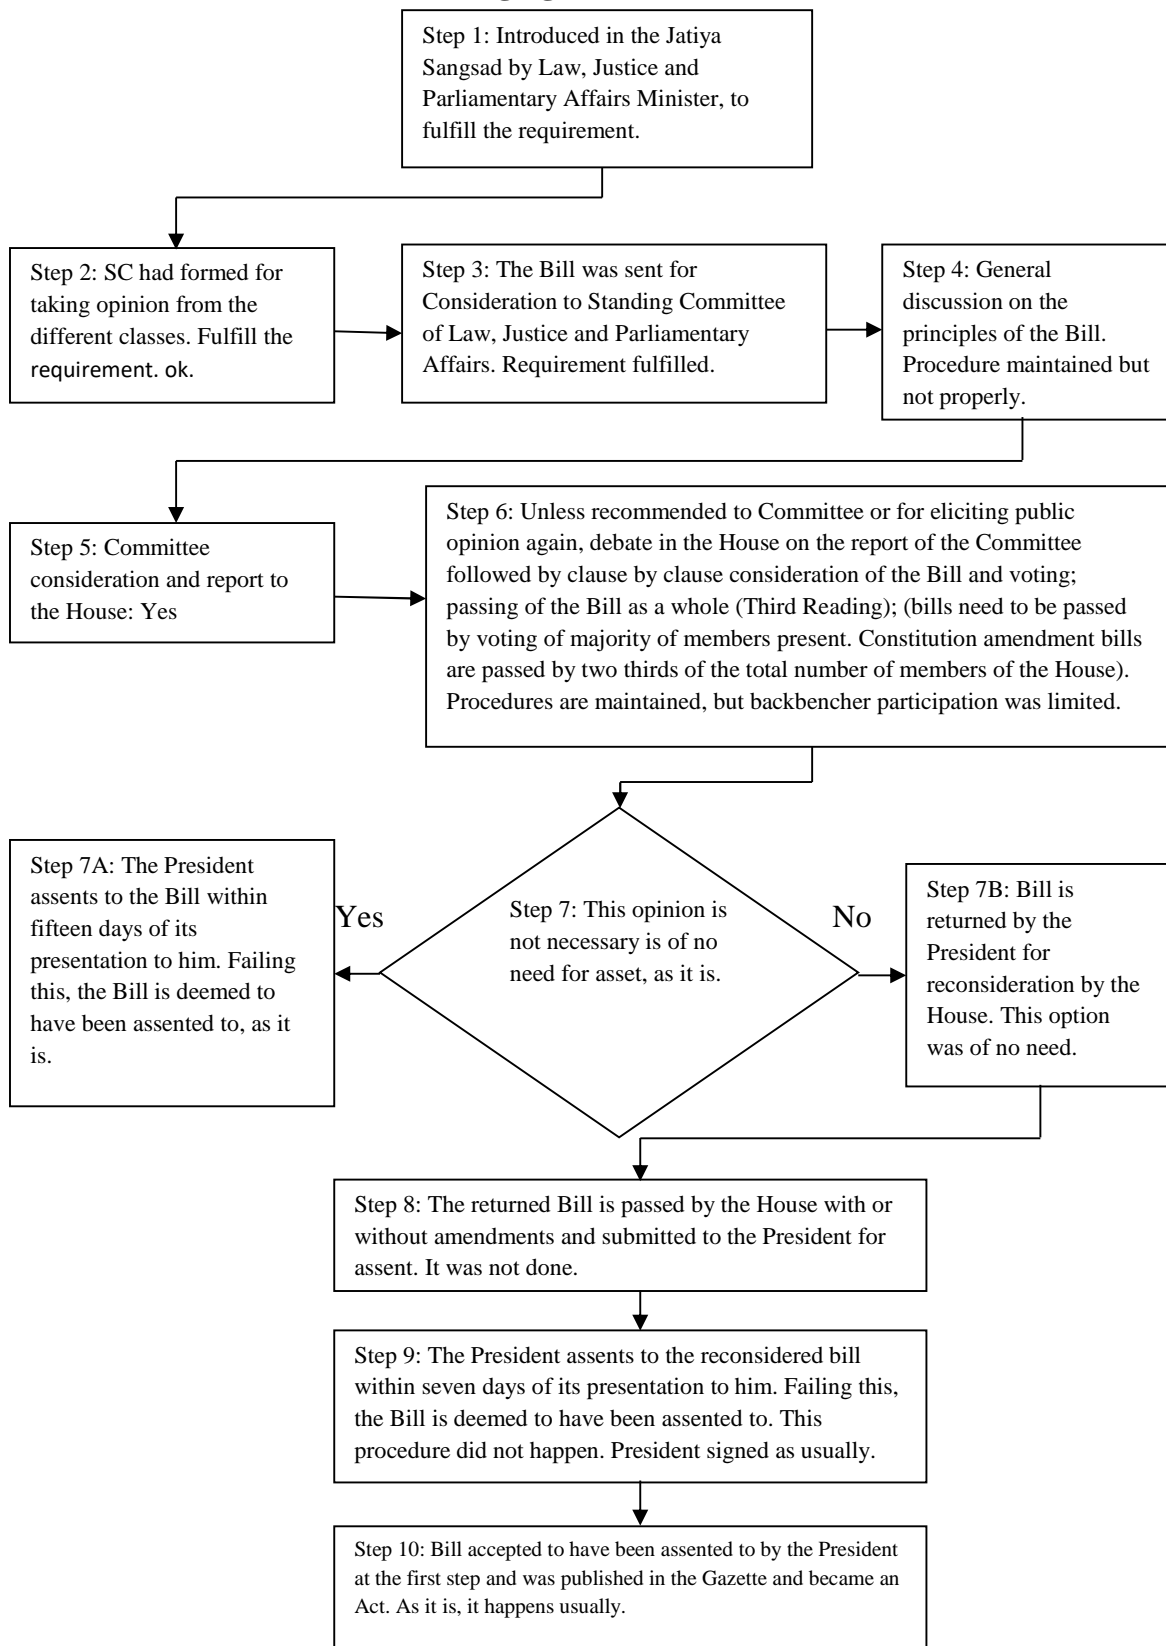 Step 1: Introduced in the Jatiya
Sangsad by Law, Justice and
Parliamentary Affairs Minister, to
fulfill the requirement.
Step 2: SC had formed for
taking opinion from the
different classes. Fulfill the
requirement. ok.
Step 3: The Bill was sent for
Consideration to Standing Committee
of Law, Justice and Parliamentary
Affairs. Requirement fulfilled.
Step 4: General
discussion on the
principles of the Bill.
Procedure maintained but
not properly.
Step 5: Committee
consideration and report to
the House: Yes
Step 6: Unless recommended to Committee or for eliciting public
opinion again, debate in the House on the report of the Committee
followed by clause by clause consideration of the Bill and voting;
passing of the Bill as a whole (Third Reading); (bills need to be passed
by voting of majority of members present. Constitution amendment bills
are passed by two thirds of the total number of members of the House).
Procedures are maintained, but backbencher participation was limited.
Step 7A: The President
assents to the Bill within
fifteen days of its
presentation to him. Failing
this, the Bill is deemed to
have been assented to, as it
is.
Yes
Step 7: This opinion is
not necessary is of no
need for asset, as it is.
No
Step 7B: Bill is
returned by the
President for
reconsideration by the
House. This option
was of no need.
Step 8: The returned Bill is passed by the House with or
without amendments and submitted to the President for
assent. It was not done.
Step 9: The President assents to the reconsidered bill
within seven days of its presentation to him. Failing this,
the Bill is deemed to have been assented to. This
procedure did not happen. President signed as usually.
Step 10: Bill accepted to have been assented to by the President
at the first step and was published in the Gazette and became an
Act. As it is, it happens usually.